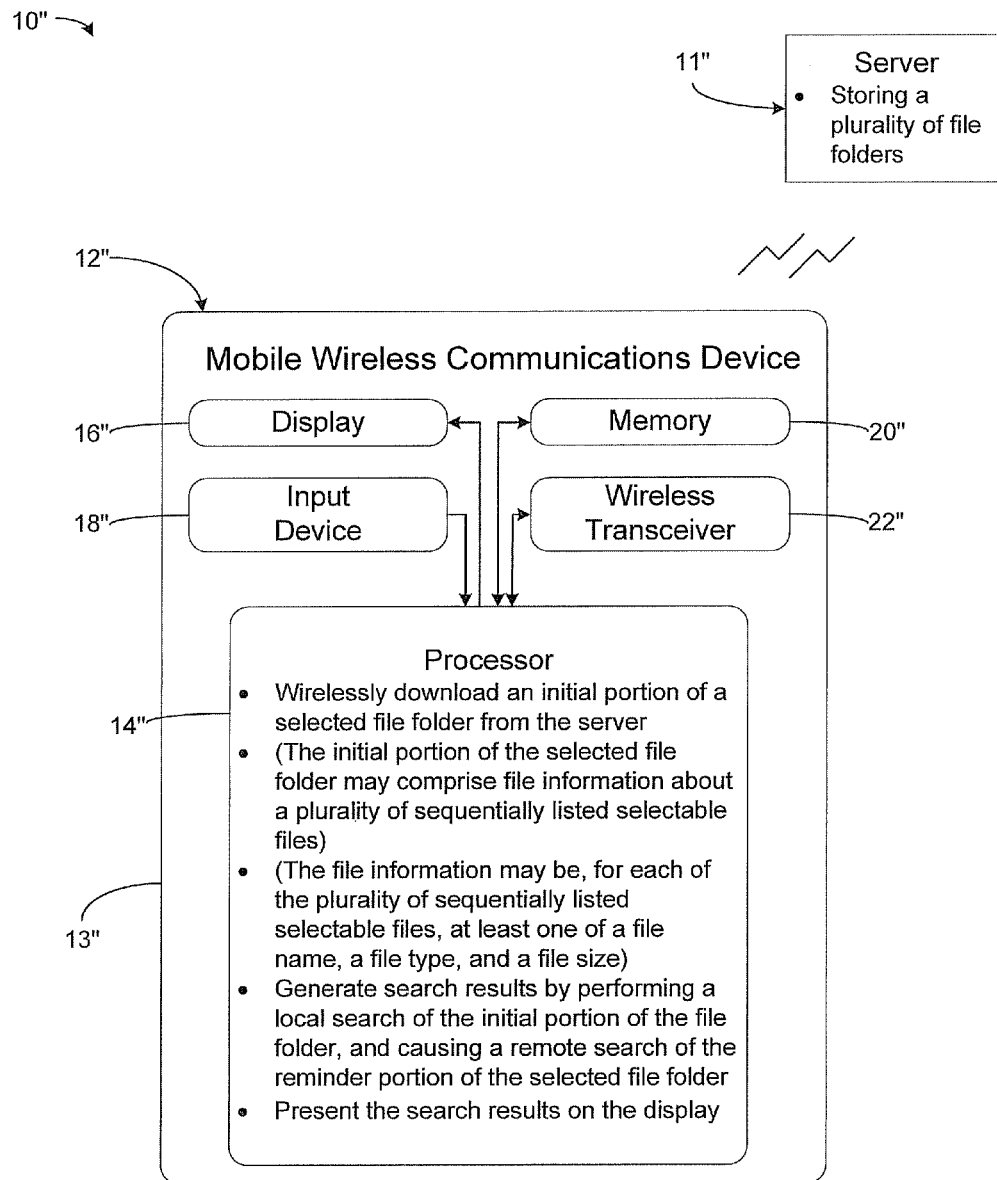 10"
11"
Server
• Storing a
plurality of file
folders
12"
Mobile Wireless Communications Device
16"
Display
Memory
20"
18"
Input
Device
Wireless
Transceiver
22"
Processor
• Wirelessly download an initial portion of a
selected file folder from the server
14"
• (The initial portion of the selected file
folder may comprise file information about
a plurality of sequentially listed selectable
files)
• (The file information may be, for each of
the plurality of sequentially listed
selectable files, at least one of a file
name, a file type, and a file size)
13"
• Generate search results by performing a
local search of the initial portion of the file
folder, and causing a remote search of the
reminder portion of the selected file folder
• Present the search results on the display